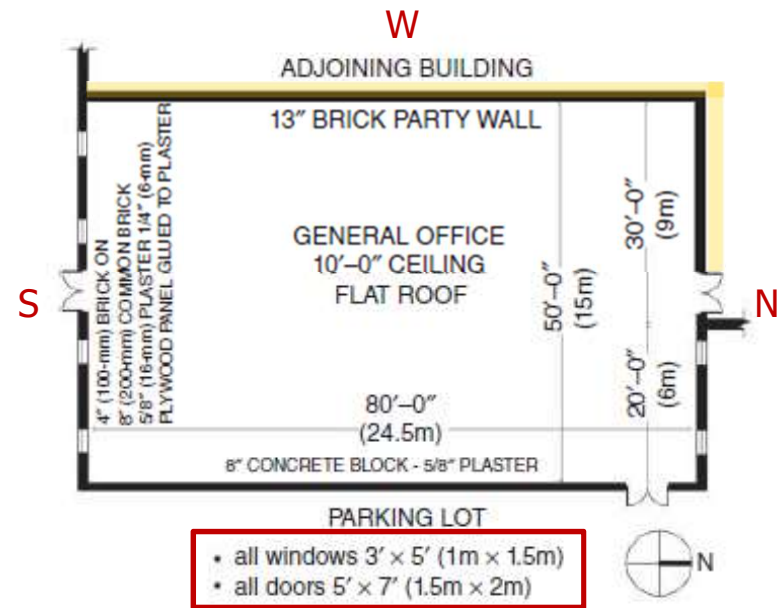 W
ADJOINING BUILDING
13″ BRICK PARTY WALL
4″ (100-mm) BRICK ON
8″ (200-mm) COMMON BRICK
5/8″ (16-mm) PLASTER 1/4″ (6-mm)
PLYWOOD PANEL GLUED TO PLASTER
GENERAL OFFICE
10′–0″ CEILING
FLAT ROOF
50′–0″
(15m)
30′–0″
(9m)
S
N
20′–0″
(6m)
80′–0″
(24.5m)
8″ CONCRETE BLOCK - 5/8″ PLASTER
PARKING LOT
• all windows 3′ × 5′ (1m × 1.5m)
• all doors 5′ × 7′ (1.5m × 2m)
N